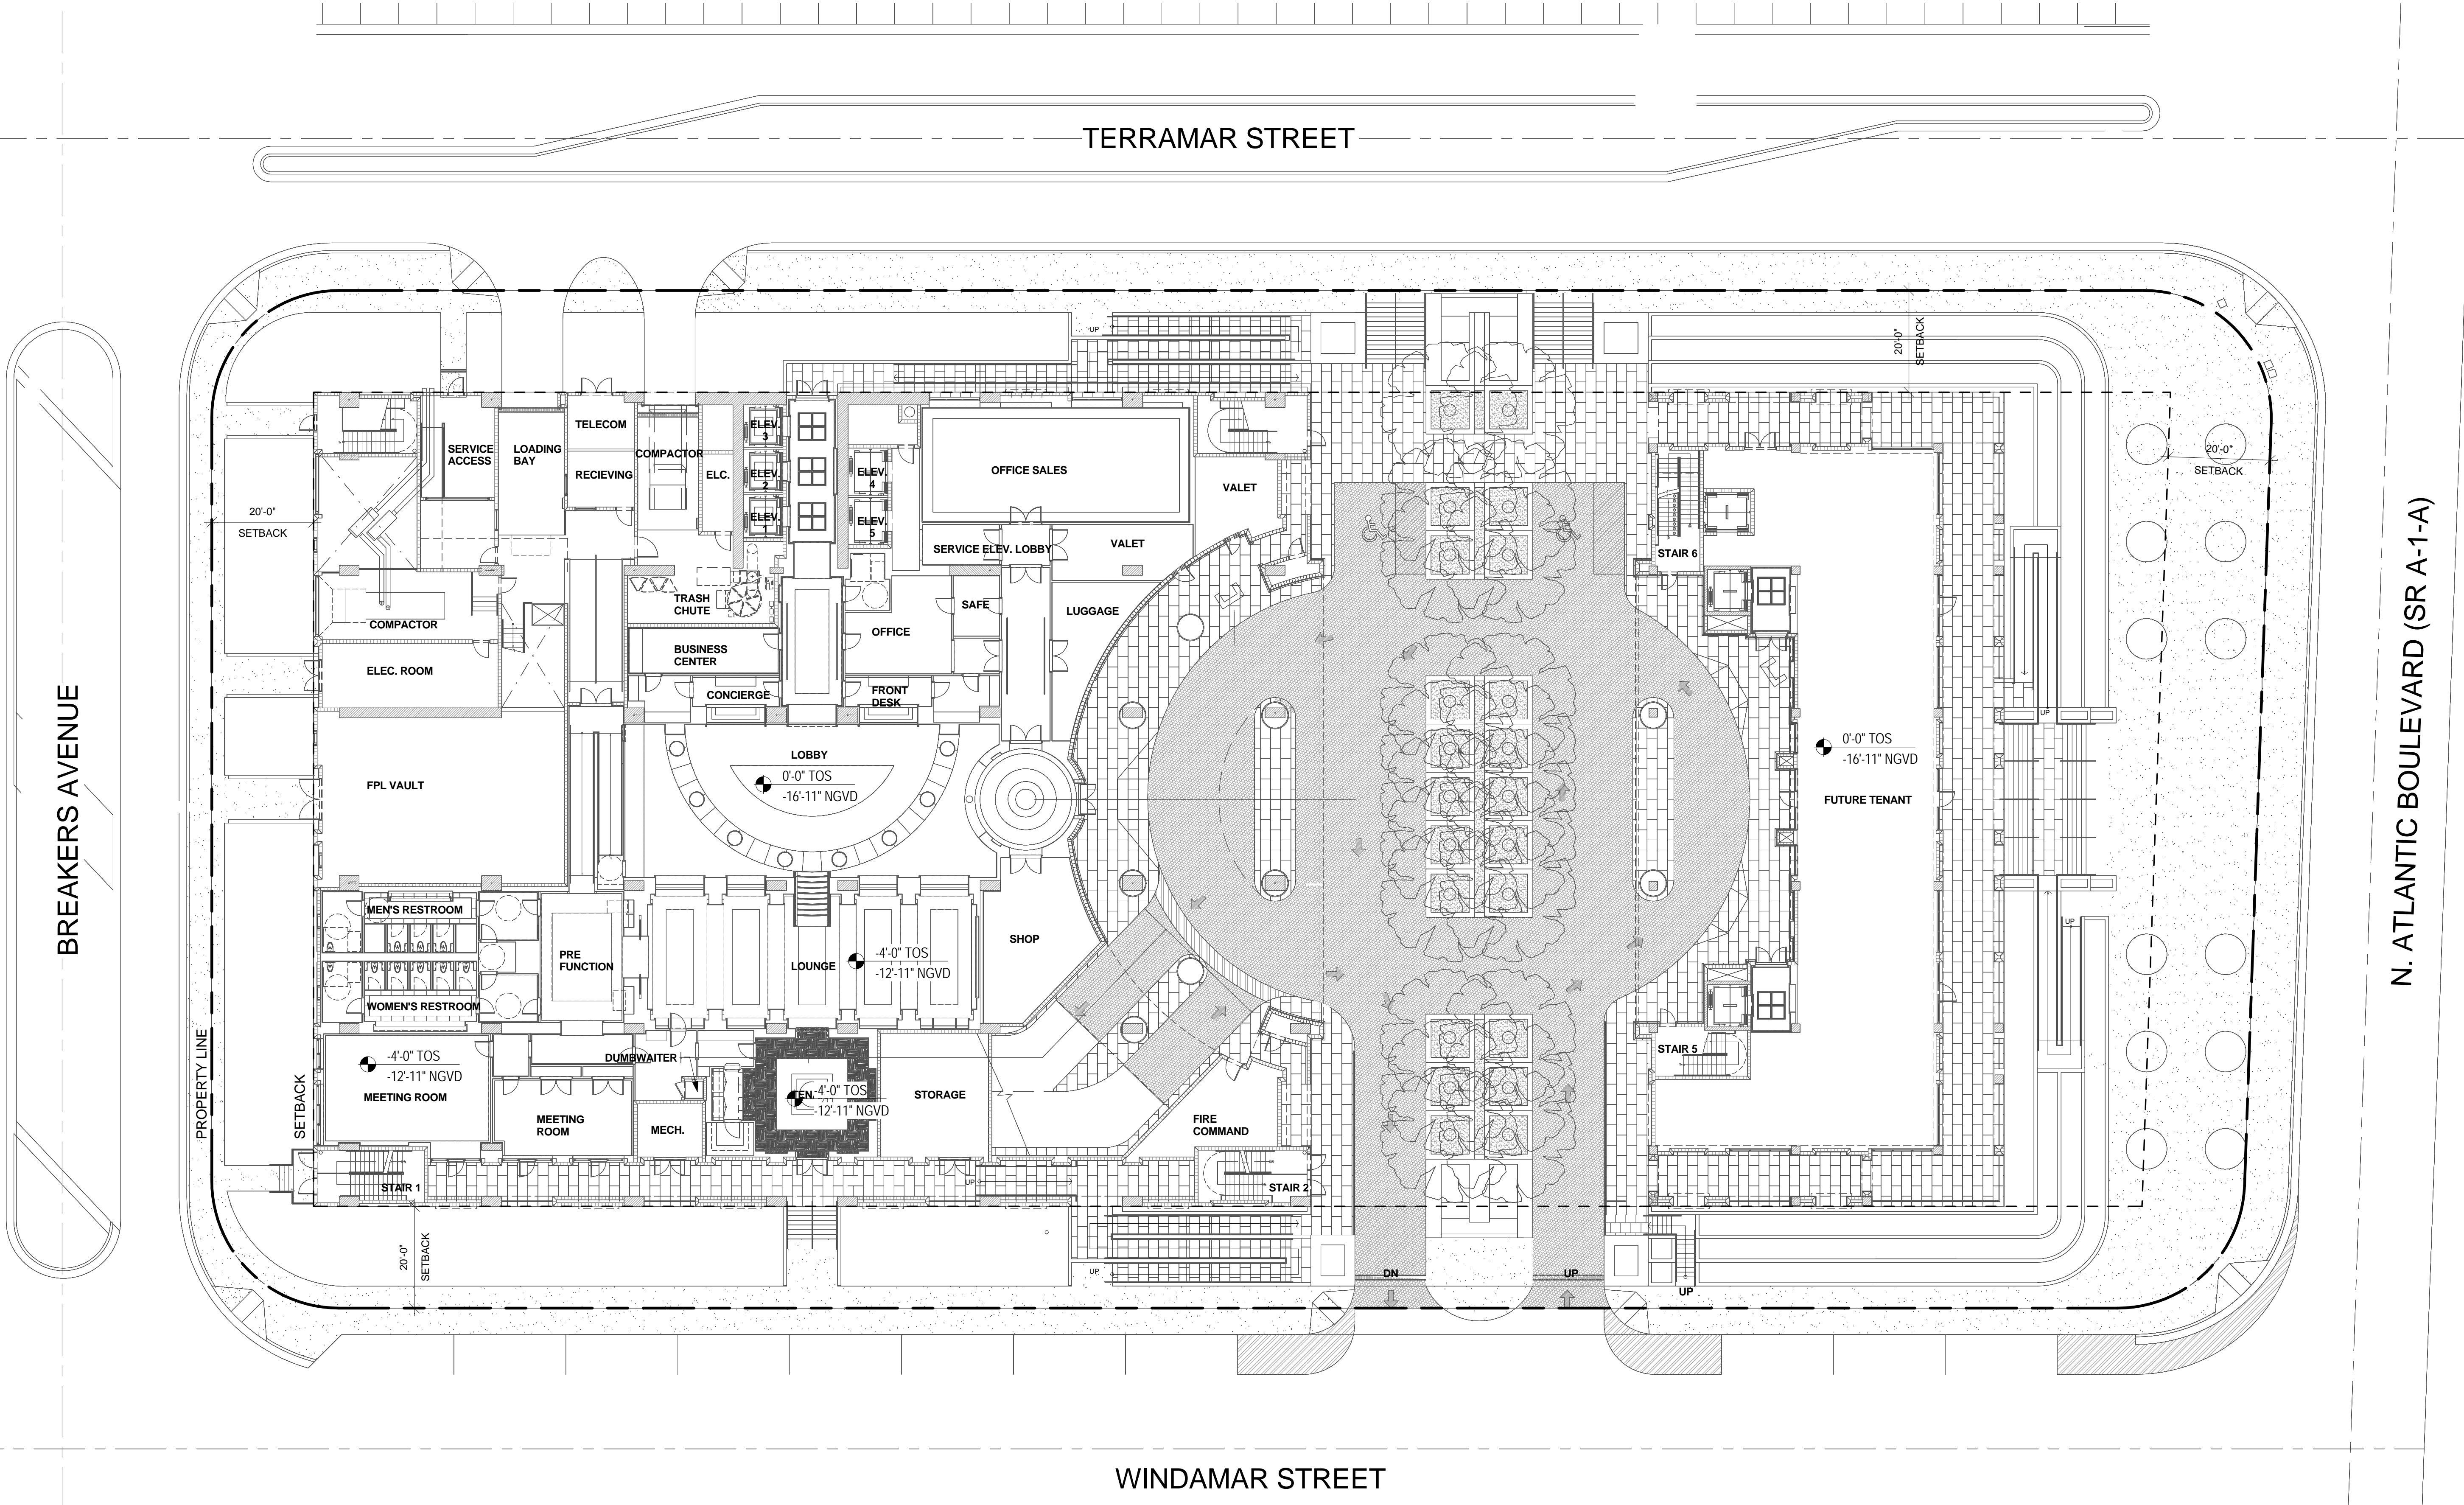 TERRAMAR STREET
BREAKERS AVENUE
N. ATLANTIC BOULEVARD (SR A-1-A)
WINDAMAR STREET
PROPERTY LINE
SETBACK
20'-0"
SETBACK
20'-0"
SETBACK
20'-0"
SETBACK
20'-0"
SETBACK
UP
SERVICE
ACCESS
LOADING
BAY
TELECOM
RECIEVING
COMPACTOR
ELC.
ELEV.
3
ELEV.
2
ELEV.
1
ELEV.
4
ELEV.
5
OFFICE SALES
VALET
SERVICE ELEV. LOBBY
VALET
STAIR 6
TRASH
CHUTE
SAFE
LUGGAGE
COMPACTOR
OFFICE
BUSINESS
CENTER
ELEC. ROOM
CONCIERGE
FRONT
DESK
LOBBY
0'-0" TOS
-16'-11" NGVD
FPL VAULT
0'-0" TOS
-16'-11" NGVD
FUTURE TENANT
UP
UP
MEN'S RESTROOM
PRE
FUNCTION
LOUNGE
-4'-0" TOS
-12'-11" NGVD
SHOP
WOMEN'S RESTROOM
-4'-0" TOS
-12'-11" NGVD
MEETING ROOM
DUMBWAITER
MEETING
ROOM
MECH.
EN.
-4'-0" TOS
-12'-11" NGVD
STORAGE
FIRE
COMMAND
STAIR 5
STAIR 1
UP
STAIR 2
UP
DN
UP
UP